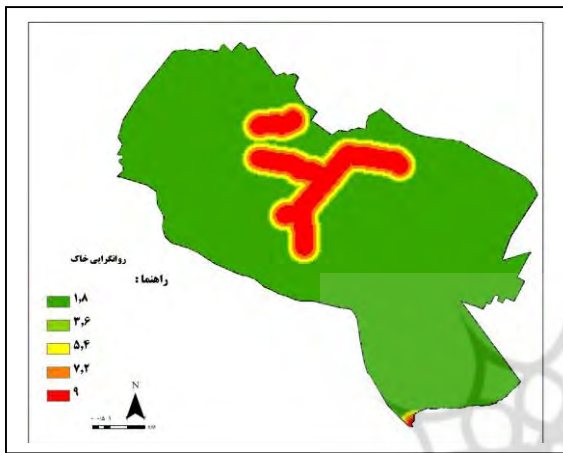 روانگرایی خاک
راهنما :
۱,۸
۳,۶
۵,۴
۷,۲
۹
N